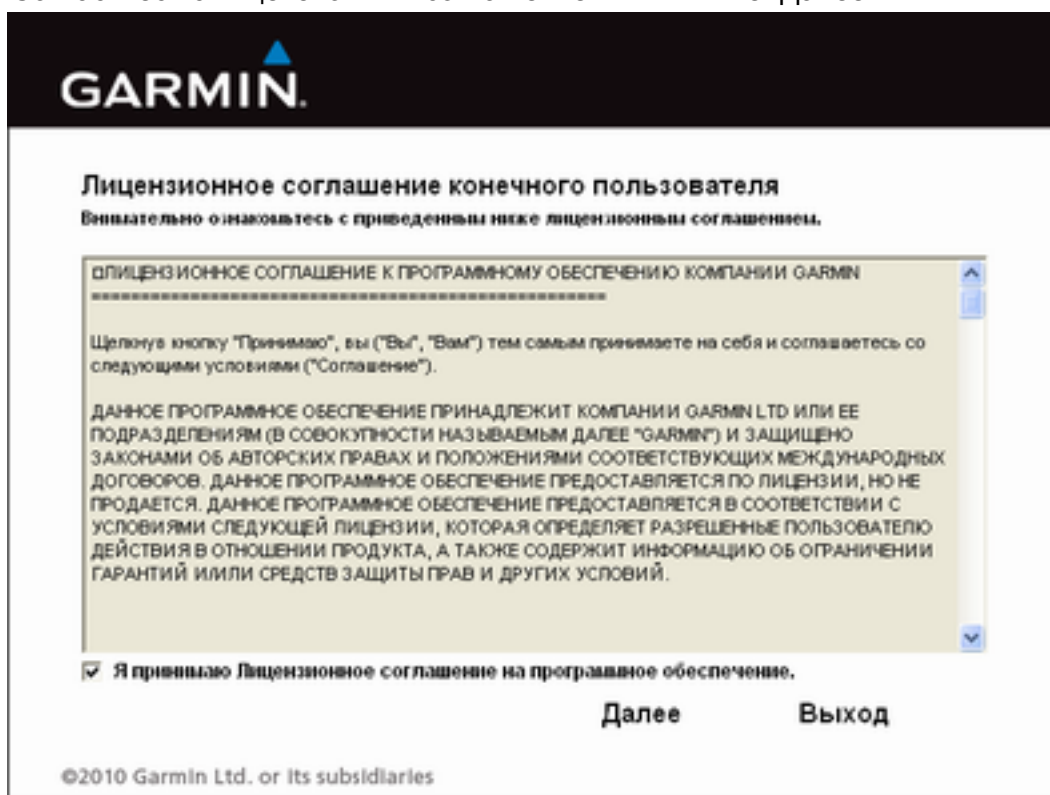 GARMIN.
Лицензионное соглашение конечного пользователя
Внимательно ознакомьтесь с приведенным ниже лицензионным соглашением.
ЛИЦЕНЗИОННОЕ СОГЛАШЕНИЕ К ПРОГРАММНОМУ ОБЕСПЕЧЕНИЮ КОМПАНИИ GARMIN
====================================================
Щелкнув кнопку "Принимаю", вы ("Вы", "Вам") тем самым принимаете на себя и соглашаетесь со
следующими условиями ("Соглашение").
ДАННОЕ ПРОГРАММНОЕ ОБЕСПЕЧЕНИЕ ПРИНАДЛЕЖИТ КОМПАНИИ GARMIN LTD ИЛИ ЕЕ
ПОДРАЗДЕЛЕНИЯМ (В СОВОКУПНОСТИ НАЗЫВАЕМЫМ ДАЛЕЕ "GARMIN") И ЗАЩИЩЕНО
ЗАКОНАМИ ОБ АВТОРСКИХ ПРАВАХ И ПОЛОЖЕНИЯМИ СООТВЕТСТВУЮЩИХ МЕЖДУНАРОДНЫХ
ДОГОВОРОВ. ДАННОЕ ПРОГРАММНОЕ ОБЕСПЕЧЕНИЕ ПРЕДОСТАВЛЯЕТСЯ ПО ЛИЦЕНЗИИ, НО НЕ
ПРОДАЕТСЯ. ДАННОЕ ПРОГРАММНОЕ ОБЕСПЕЧЕНИЕ ПРЕДОСТАВЛЯЕТСЯ В СООТВЕТСТВИИ С
УСЛОВИЯМИ СЛЕДУЮЩЕЙ ЛИЦЕНЗИИ, КОТОРАЯ ОПРЕДЕЛЯЕТ РАЗРЕШЕННЫЕ ПОЛЬЗОВАТЕЛЮ
ДЕЙСТВИЯ В ОТНОШЕНИИ ПРОДУКТА, А ТАКЖЕ СОДЕРЖИТ ИНФОРМАЦИЮ ОБ ОГРАНИЧЕНИИ
ГАРАНТИЙ И/ИЛИ СРЕДСТВ ЗАЩИТЫ ПРАВ И ДРУГИХ УСЛОВИЙ.
Я принимаю Лицензионное соглашение на программное обеспечение.
Далее Выход
©2010 Garmin Ltd. or its subsidiaries